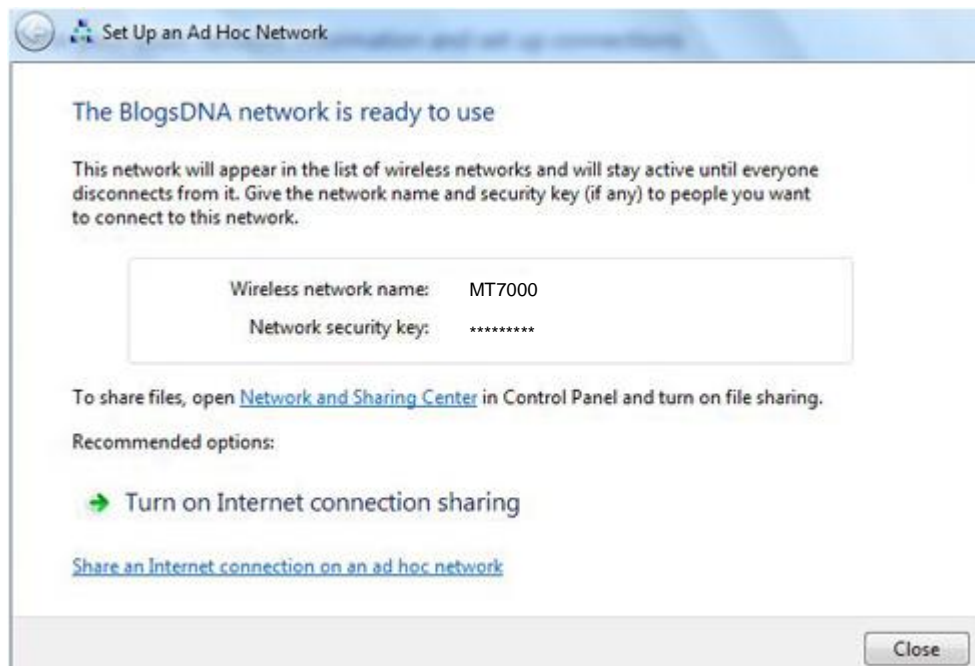 Set Up an Ad Hoc Network
and set up connections
The BlogsDNA network is ready to use
This network will appear in the list of wireless networks and will stay active until everyone
disconnects from it. Give the network name and security key (if any) to people you want
to connect to this network.
Wireless network name: MT7000
Network security key: *********
To share files, open Network and Sharing Center in Control Panel and turn on file sharing.
Recommended options:
Turn on Internet connection sharing
Share an Internet connection on an ad hoc network
Close